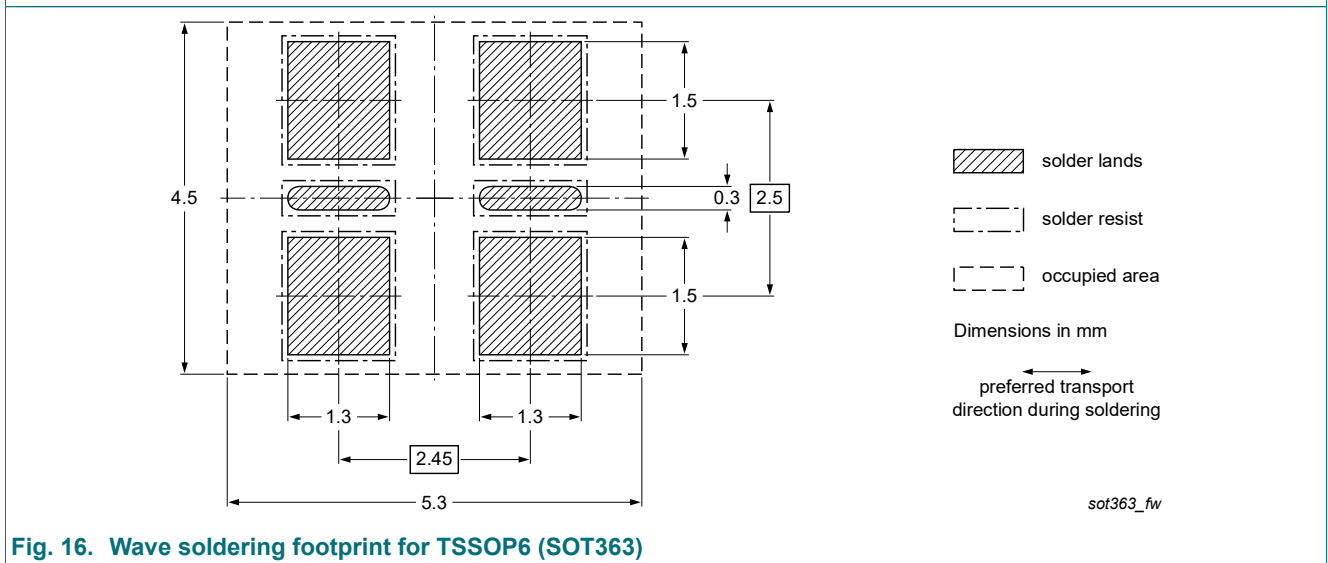 1.5
solder lands
4.5
0.3 2.5
solder resist
occupied area
1.5
Dimensions in mm
preferred transport
direction during soldering
1.3
1.3
2.45
5.3
sot363_fw
Fig. 16. Wave soldering footprint for TSSOP6 (SOT363)